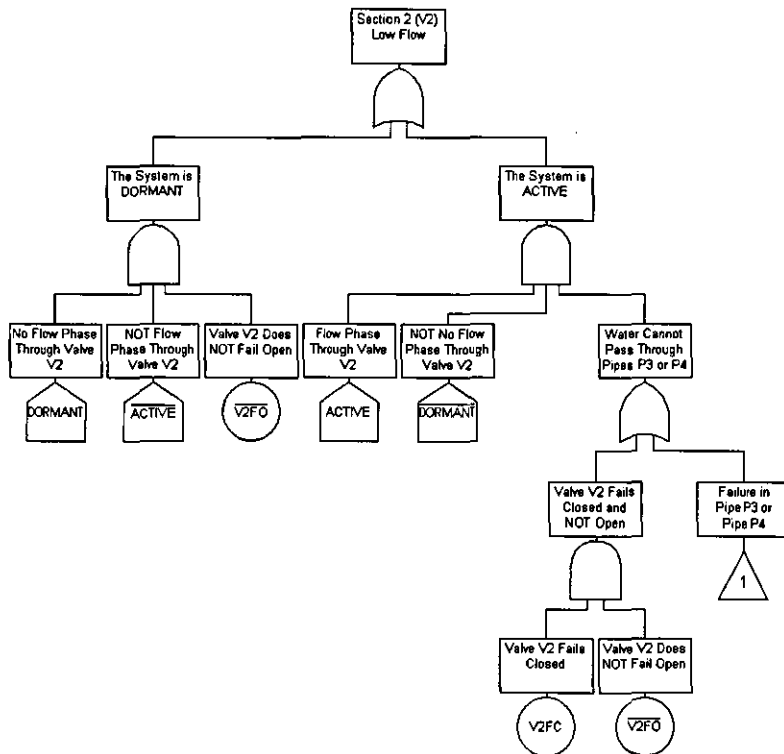 Section 2 (V2)
Low Flow
The System is
DORMANT
The System is
ACTIVE
No Flow Phase
Through Valve
V2
NOT Flow
Phase Through
Valve V2
Valve V2 Does
NOT Fail Open
Flow Phase
Through Valve
V2
NOT No Flow
Phase Through
Valve V2
Water Cannot
Pass Through
Pipes P3 or P4
DORMANT
ACTIVE
V2FO
ACTIVE
DORMANT
Valve V2 Fails
Closed and
NOT Open
Failure in
Pipe P3 or
Pipe P4
1
Valve V2 Fails
Closed
Valve V2 Does
NOT Fail Open
V2FC
V2FO